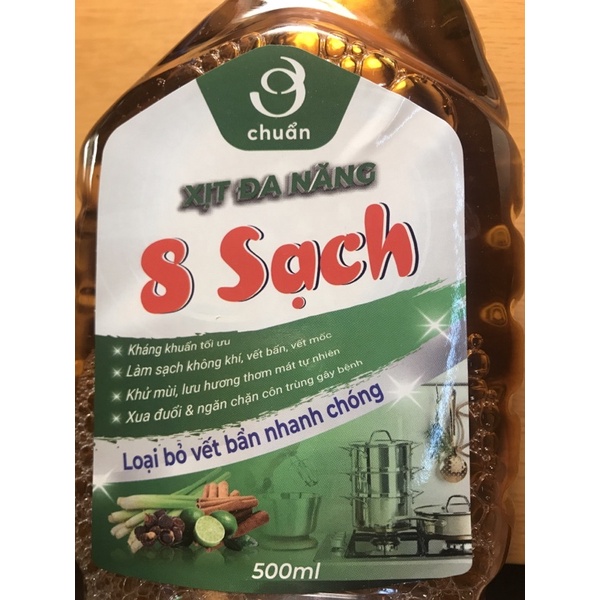 chuẩn
XỊT ĐA NĂNG
8 Sạch
Kháng khuẩn tối ưu
Làm sạch không khí, vết bẩn, vết mốc
Khử mùi, lưu hương thơm mát tự nhiên
Xua đuổi & ngăn chặn côn trùng gây bệnh
Loại bỏ vết bẩn nhanh chóng
500ml